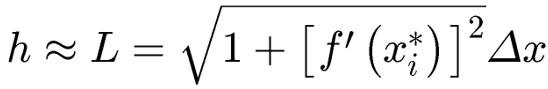 h ≈ L = √(1 + [f′(x_i^*)]^2) Δx